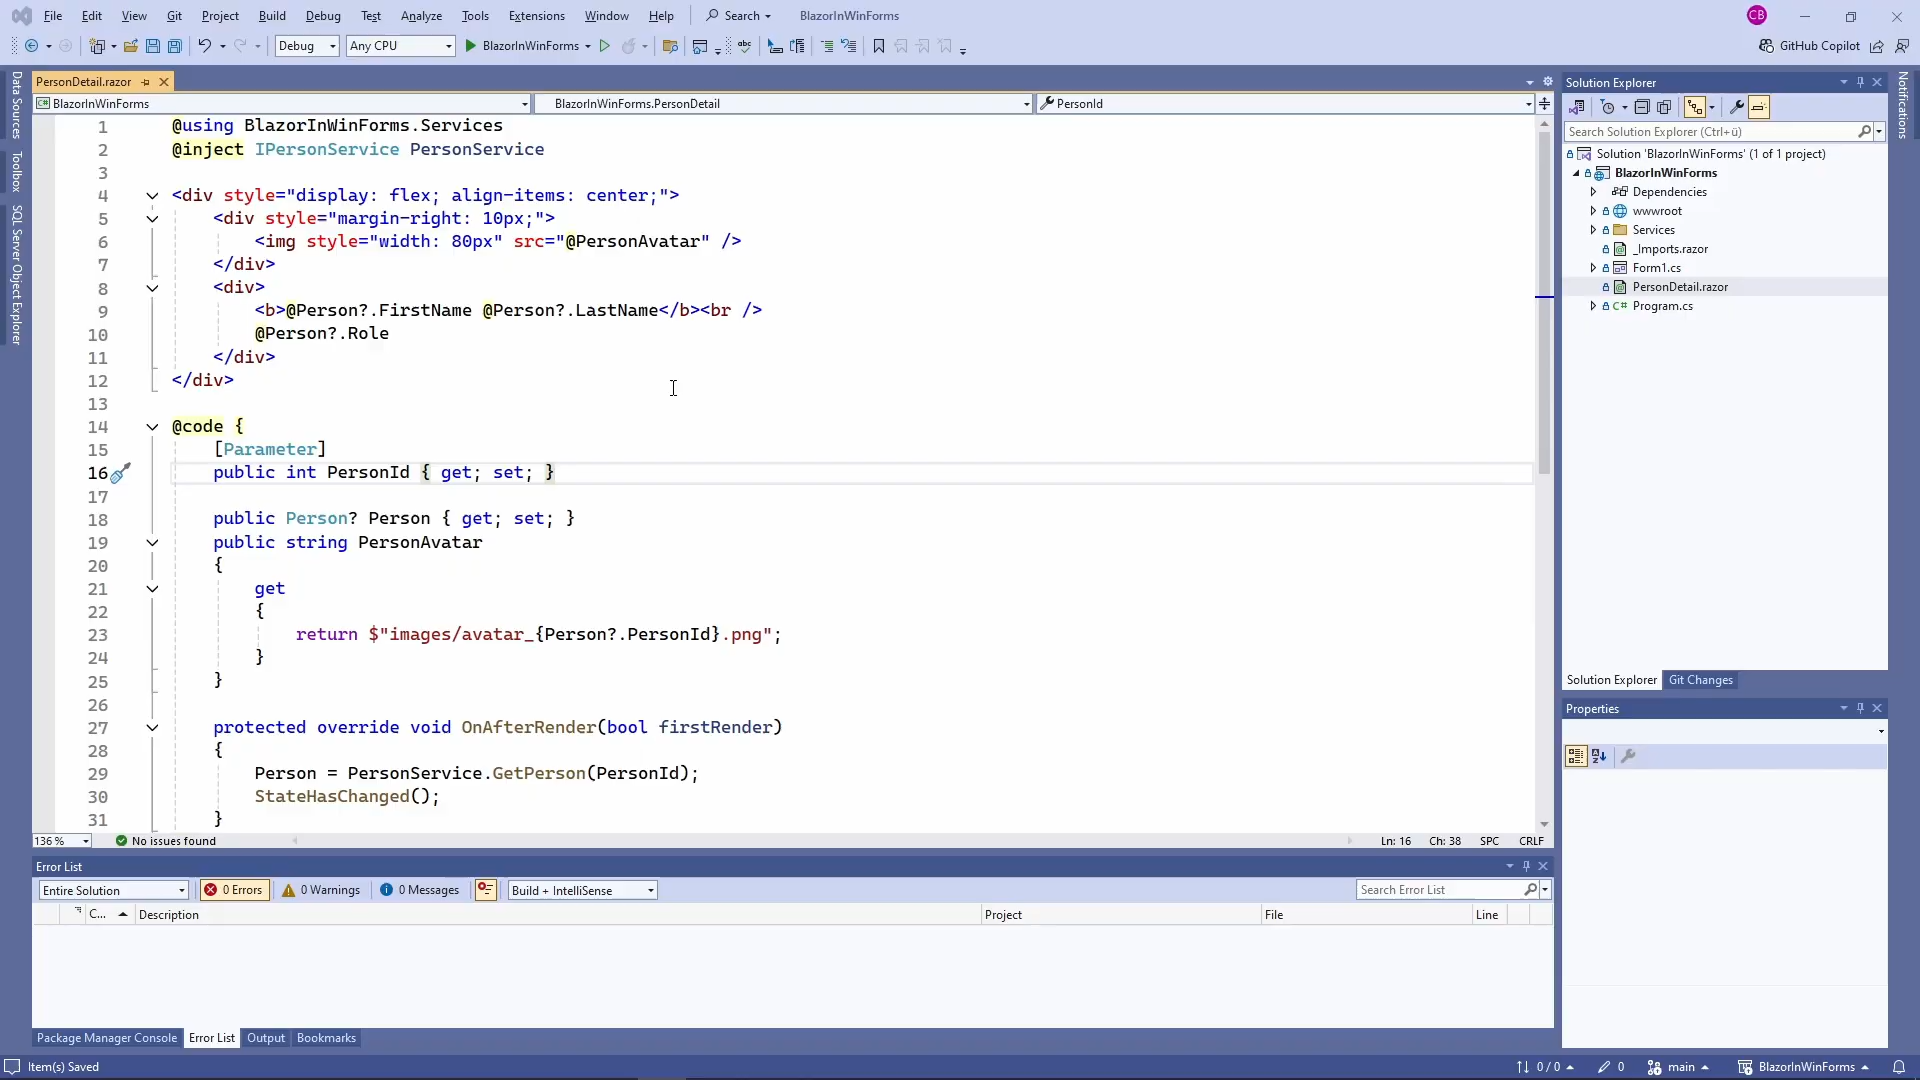 File Edit View Git Project Build Debug Test Analyze Tools Extensions Window Help Search BlazorInWinForms CB
Debug Any CPU BlazorInWinForms GitHub Copilot
PersonDetail.razor
BlazorInWinForms BlazorInWinForms.PersonDetail PersonId
1 @using BlazorInWinForms.Services
2 @inject IPersonService PersonService
3
4 <div style="display: flex; align-items: center;">
5 <div style="margin-right: 10px;">
6 <img style="width: 80px" src="@PersonAvatar" />
7 </div>
8 <div>
9 <b>@Person?.FirstName @Person?.LastName</b><br />
10 @Person?.Role
11 </div>
12 </div>
13
14 @code {
15 [Parameter]
16 public int PersonId { get; set; }
17
18 public Person? Person { get; set; }
19 public string PersonAvatar
20 {
21 get
22 {
23 return $"images/avatar_{Person?.PersonId}.png";
24 }
25 }
26
27 protected override void OnAfterRender(bool firstRender)
28 {
29 Person = PersonService.GetPerson(PersonId);
30 StateHasChanged();
31 }
136 % No issues found Ln: 16 Ch: 38 SPC CRLF
Error List
Entire Solution 0 Errors 0 Warnings 0 Messages Build + IntelliSense Search Error List
C... Description Project File Line
Package Manager Console Error List Output Bookmarks
Item(s) Saved 0 / 0 0 main BlazorInWinForms
Data Sources
Toolbox
SQL Server Object Explorer
Solution Explorer
Search Solution Explorer (Ctrl+ü)
Solution 'BlazorInWinForms' (1 of 1 project)
BlazorInWinForms
Dependencies
wwwroot
Services
_Imports.razor
Form1.cs
PersonDetail.razor
C# Program.cs
Solution Explorer Git Changes
Properties
Notifications